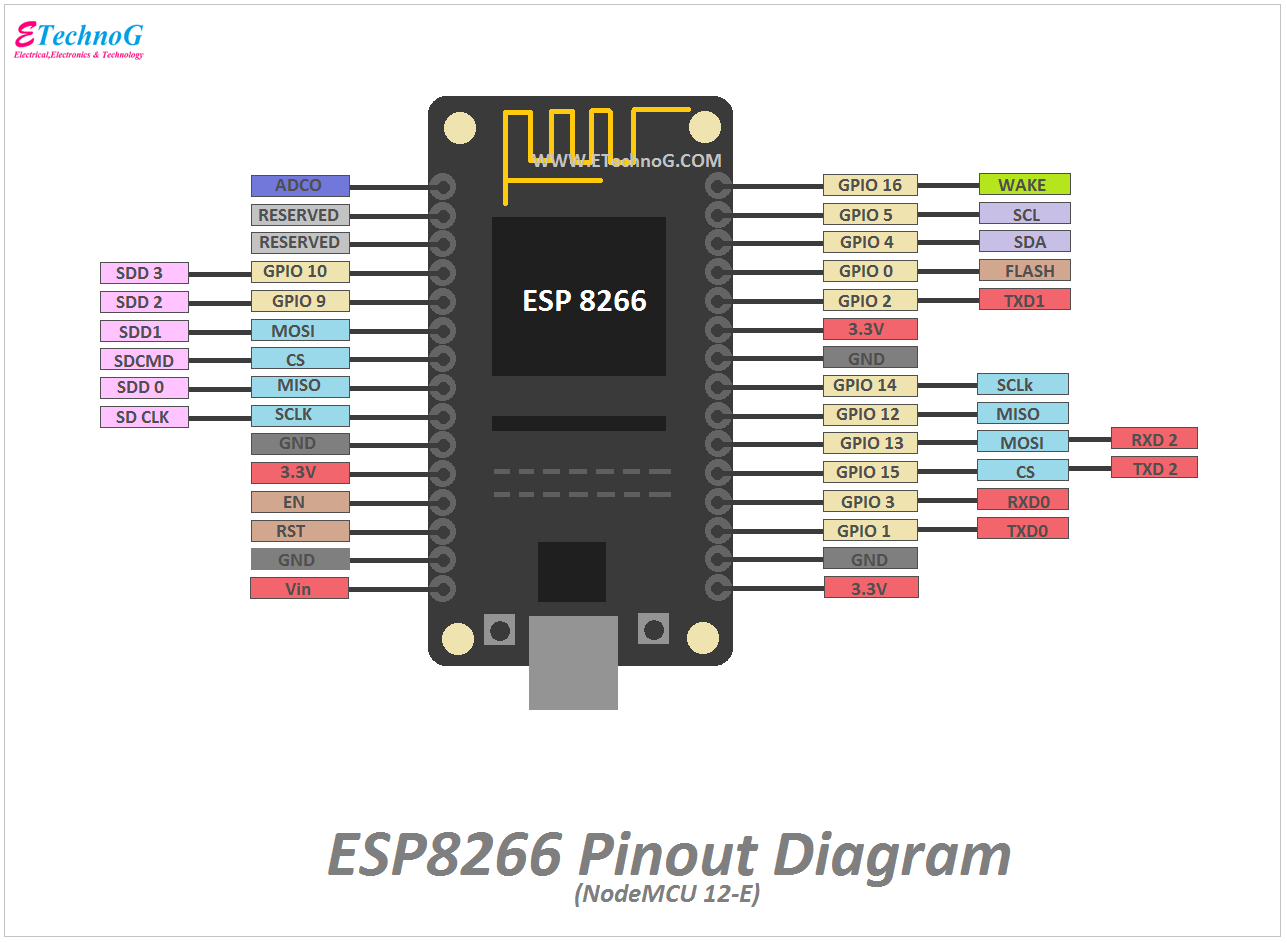 ETechnoG
Electrical,Electronics & Technology
WWW.ETechnoG.COM
ADCO
GPIO 16
WAKE
RESERVED
GPIO 5
SCL
RESERVED
GPIO 4
SDA
SDD 3
GPIO 10
GPIO 0
FLASH
SDD 2
GPIO 9
ESP 8266
GPIO 2
TXD1
SDD1
MOSI
3.3V
SDCMD
CS
GND
SDD 0
MISO
GPIO 14
SCLk
SD CLK
SCLK
GPIO 12
MISO
GND
GPIO 13
MOSI
RXD 2
3.3V
GPIO 15
CS
TXD 2
EN
GPIO 3
RXD0
RST
GPIO 1
TXD0
GND
GND
Vin
3.3V
ESP8266 Pinout Diagram
(NodeMCU 12-E)